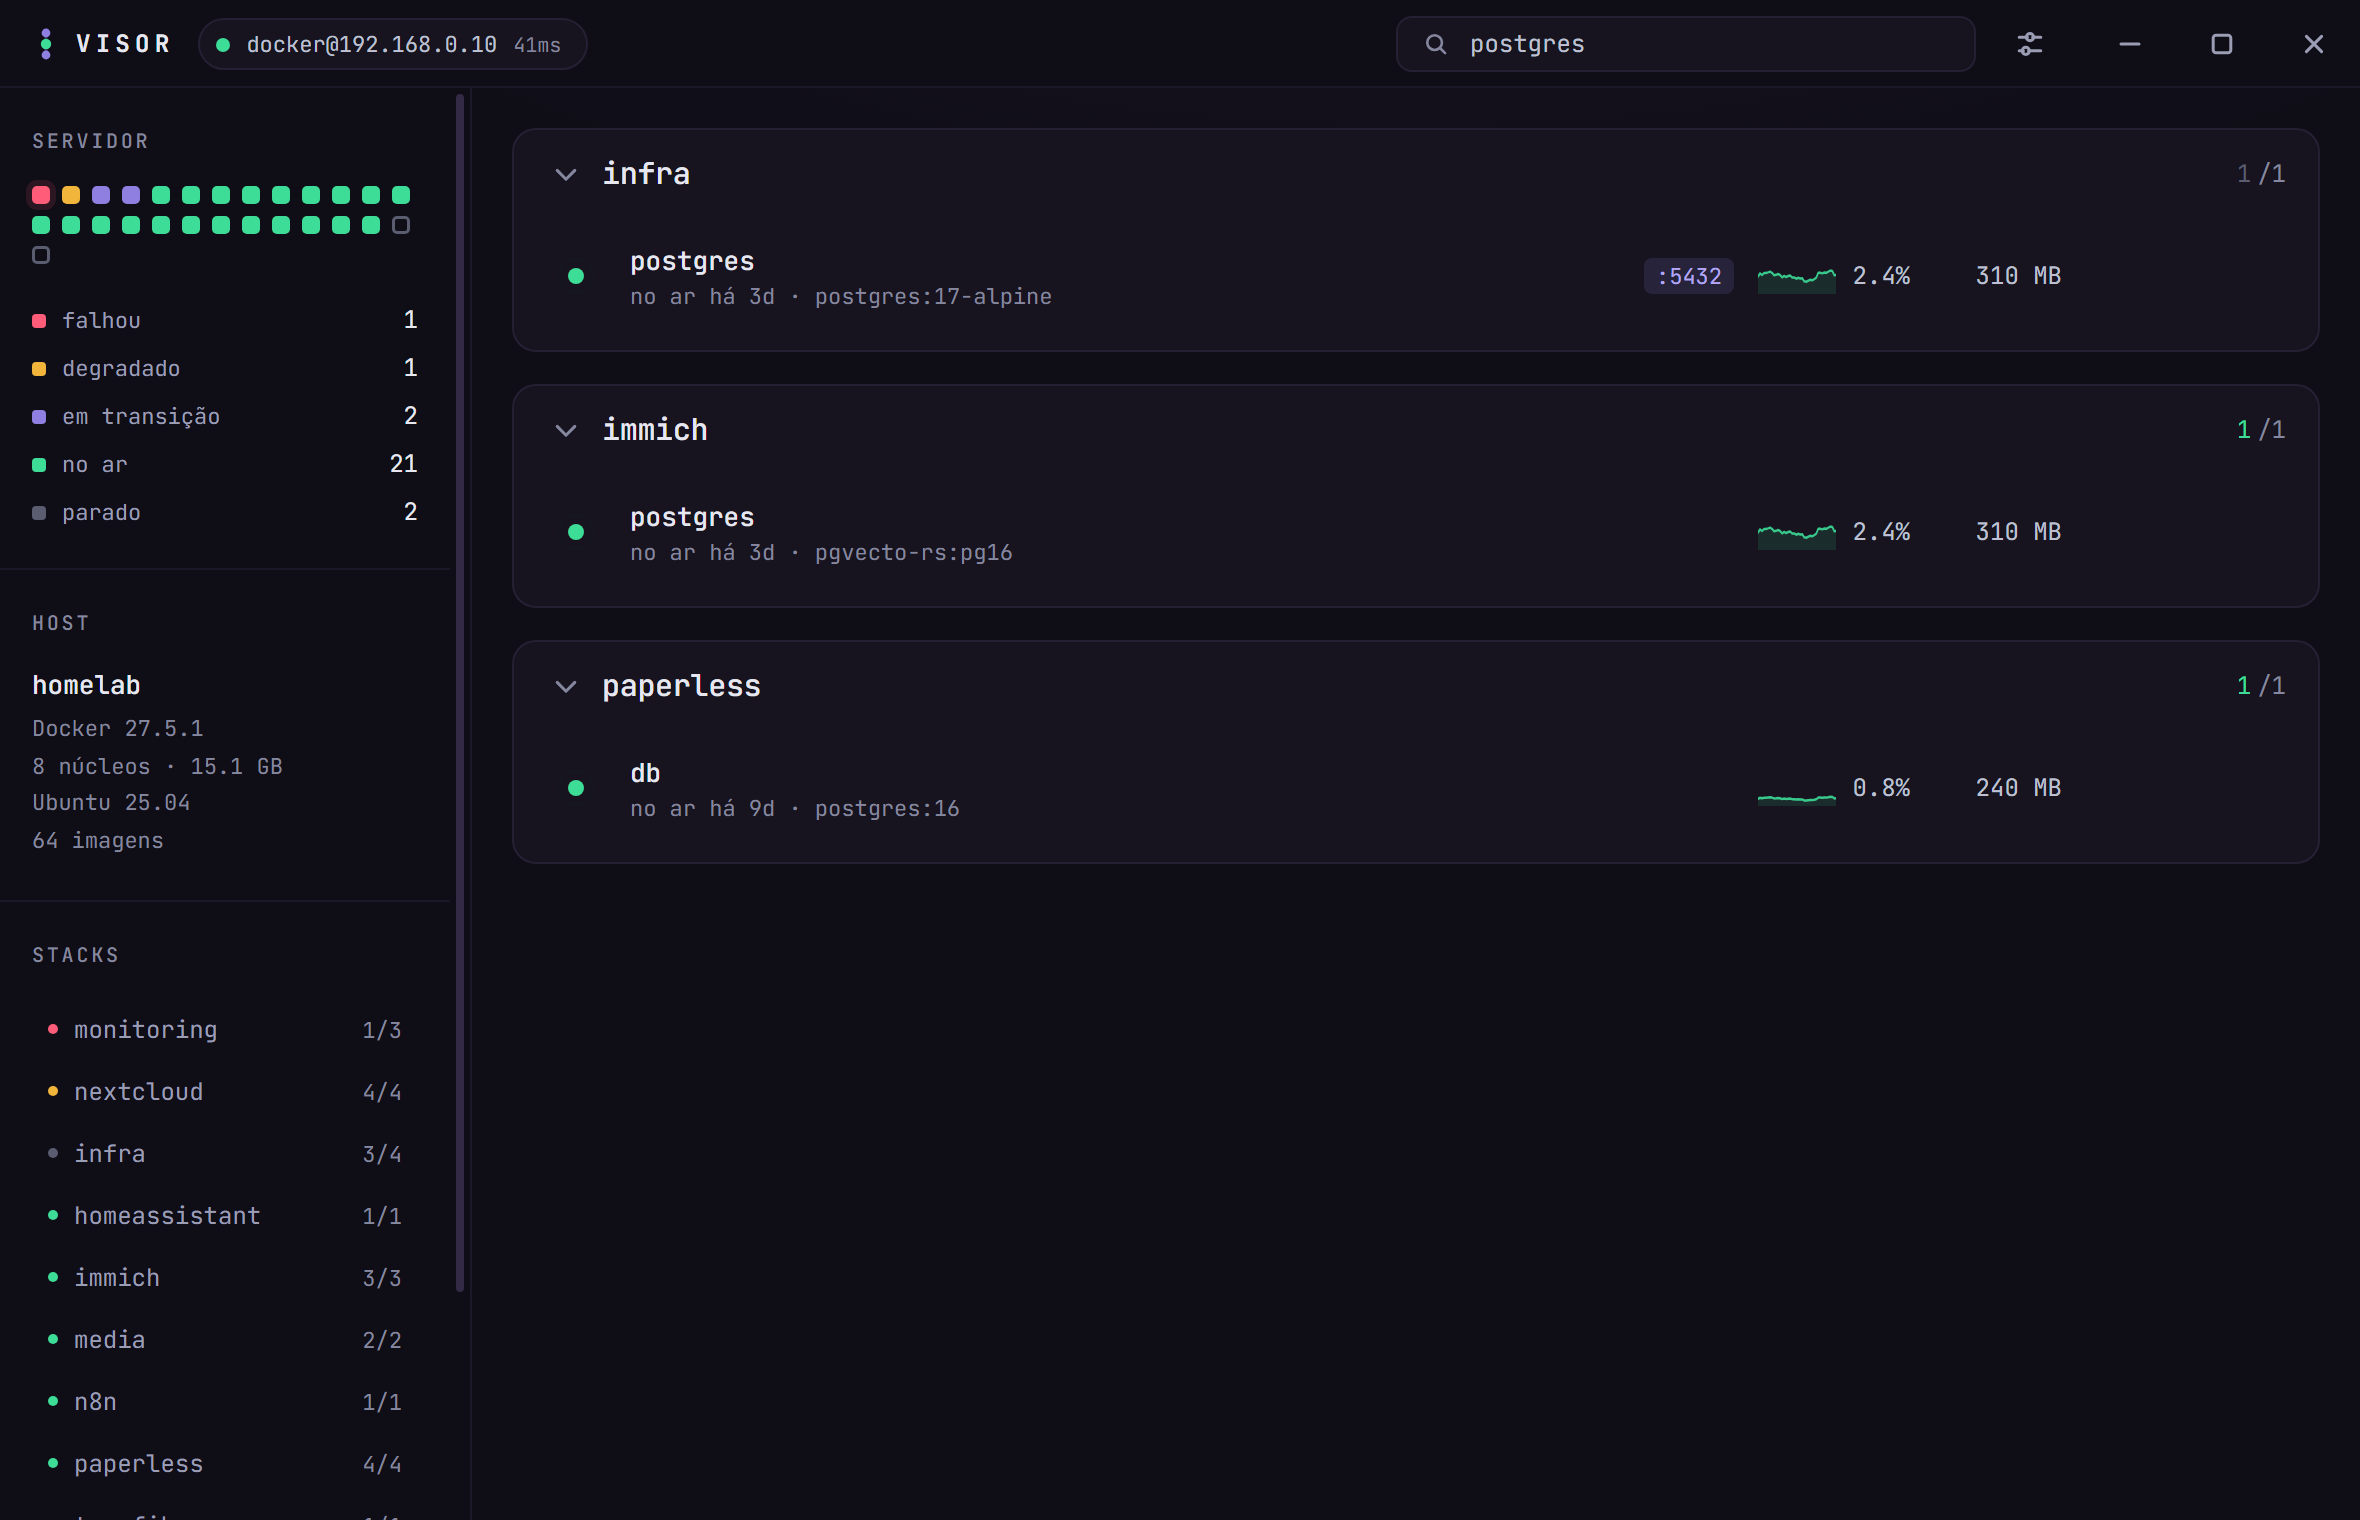 VISOR
docker@192.168.0.10 41ms
postgres
SERVIDOR
falhou 1
degradado 1
em transição 2
no ar 21
parado 2
HOST
homelab
Docker 27.5.1
8 núcleos · 15.1 GB
Ubuntu 25.04
64 imagens
STACKS
monitoring 1/3
nextcloud 4/4
infra 3/4
homeassistant 1/1
immich 3/3
media 2/2
n8n 1/1
paperless 4/4
infra 1/1
postgres
no ar há 3d · postgres:17-alpine
:5432 2.4% 310 MB
immich 1/1
postgres
no ar há 3d · pgvecto-rs:pg16
2.4% 310 MB
paperless 1/1
db
no ar há 9d · postgres:16
0.8% 240 MB